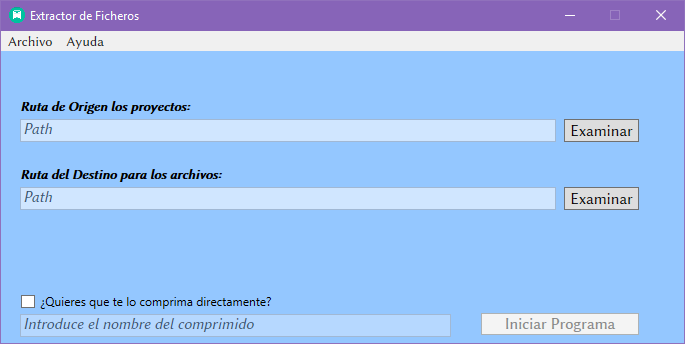 Extractor de Ficheros
Archivo Ayuda
Ruta de Origen los proyectos:
Path
Examinar
Ruta del Destino para los archivos:
Path
Examinar
¿Quieres que te lo comprima directamente?
Introduce el nombre del comprimido
Iniciar Programa